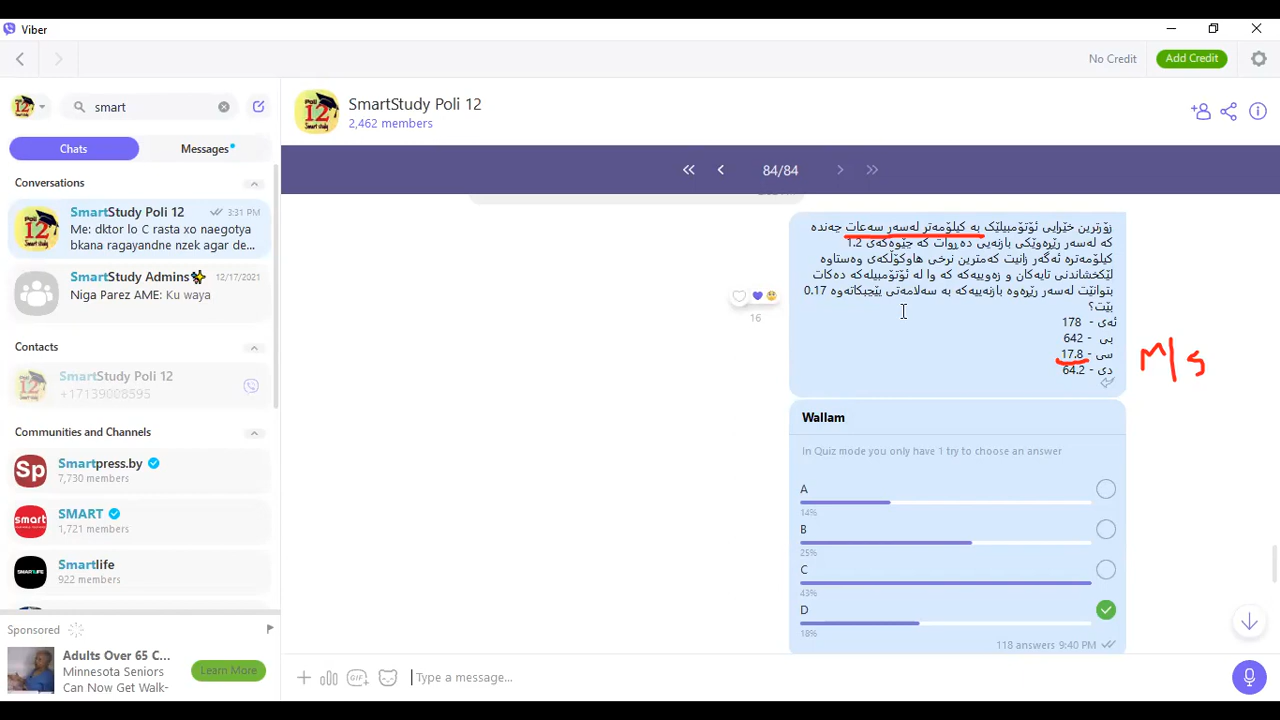 Viber
No Credit
Add Credit
smart
Chats
Messages
Conversations
SmartStudy Poli 12
3:31 PM
Me: dktor lo C rasta xo naegotya
bkana ragayandne nzek agar de...
SmartStudy Admins
12/17/2021
Niga Parez AME: Ku waya
Contacts
SmartStudy Poli 12
+17139008595
Communities and Channels
Smartpress.by
7,730 members
SMART
1,721 members
Smartlife
922 members
Sponsored
Adults Over 65 C...
Minnesota Seniors
Can Now Get Walk-
Learn More
SmartStudy Poli 12
2,462 members
84/84
زۆرترین خێرایی ئۆتۆمبیلێک بە کیلۆمەتر لەسەر سەعات چەندە
کە لەسەر رێرەوێکی بازنەیی دەروات کە چێوەکەی 1.2
کیلۆمەترە ئەگەر زانیت کەمترین نرخی هاوکۆڵکەی وەستاوە
لێکخشاندنی تایەکان و زەوییەکە کە وا لە ئۆتۆمبیلەکە دەکات
بتوانێت لەسەر رێرەوە بازنەییەکە بە سەلامەتی پێچبکاتەوە 0.17
بێت؟
ئەی - 178
بی - 642
سی - 17.8
دی - 64.2
M/s
16
Wallam
In Quiz mode you only have 1 try to choose an answer
A
14%
B
25%
C
43%
D
18%
118 answers 9:40 PM
GIF
Type a message...